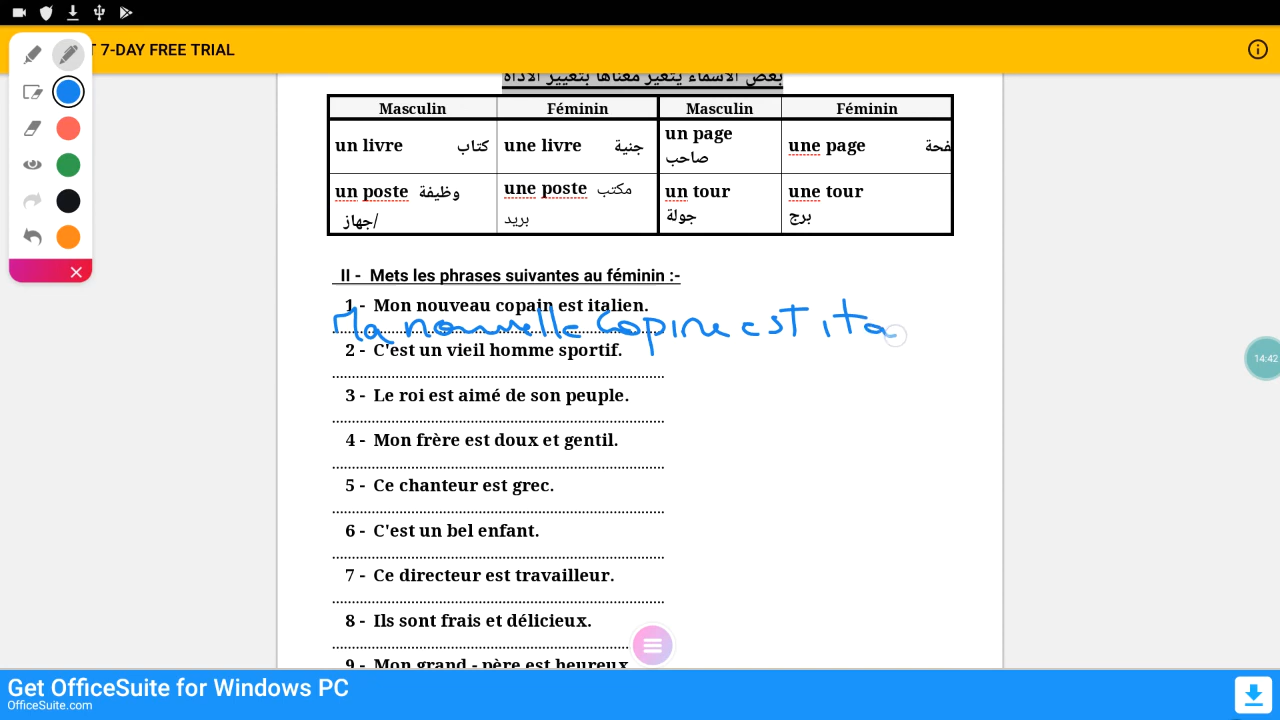 T 7-DAY FREE TRIAL
بعض الأسماء يتغير معناها بتغيير الأداة
Masculin Féminin Masculin Féminin
un livre كتاب une livre جنية un page صاحب une page فحة
un poste وظيفة /جهاز une poste مكتب بريد un tour جولة une tour برج
II - Mets les phrases suivantes au féminin :-
1 - Mon nouveau copain est italien.
Ma nouvelle copine est ita
2 - C'est un vieil homme sportif.
3 - Le roi est aimé de son peuple.
4 - Mon frère est doux et gentil.
5 - Ce chanteur est grec.
6 - C'est un bel enfant.
7 - Ce directeur est travailleur.
8 - Ils sont frais et délicieux.
9 - Mon grand - père est heureux
14:42
Get OfficeSuite for Windows PC
OfficeSuite.com